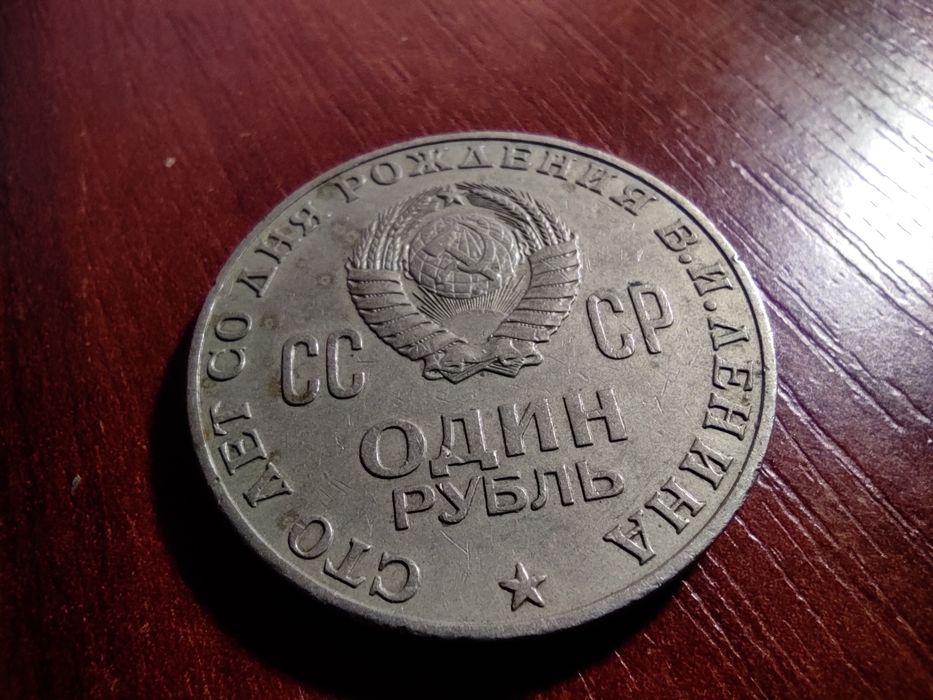 СТО ЛЕТ СО ДНЯ РОЖДЕНИЯ В.И.ЛЕНИНА
СС СР
ОДИН
РУБЛЬ